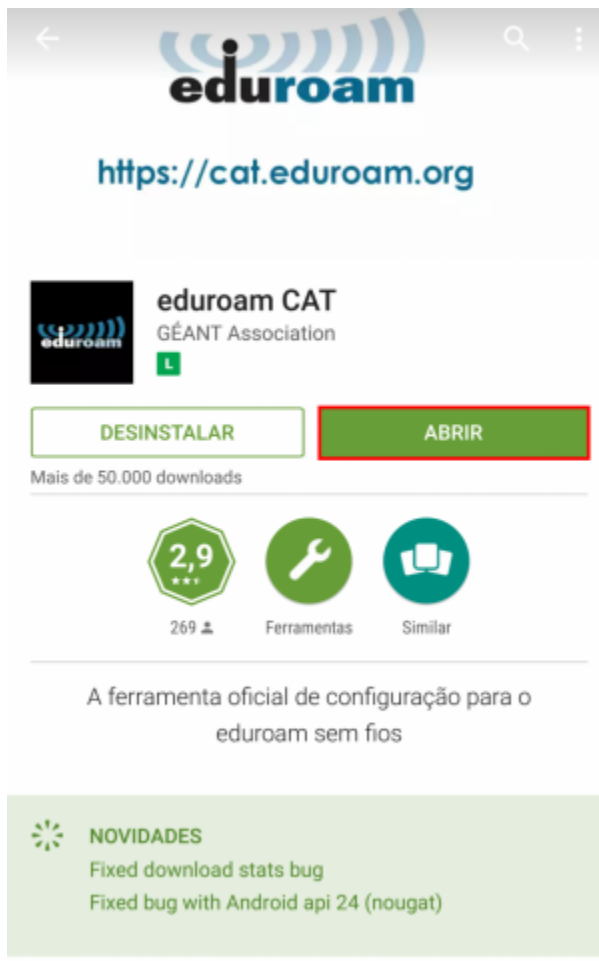 eduroam
https://cat.eduroam.org
eduroam
eduroam CAT
GÉANT Association
L
DESINSTALAR
ABRIR
Mais de 50.000 downloads
2,9
269
Ferramentas
Similar
A ferramenta oficial de configuração para o
eduroam sem fios
NOVIDADES
Fixed download stats bug
Fixed bug with Android api 24 (nougat)